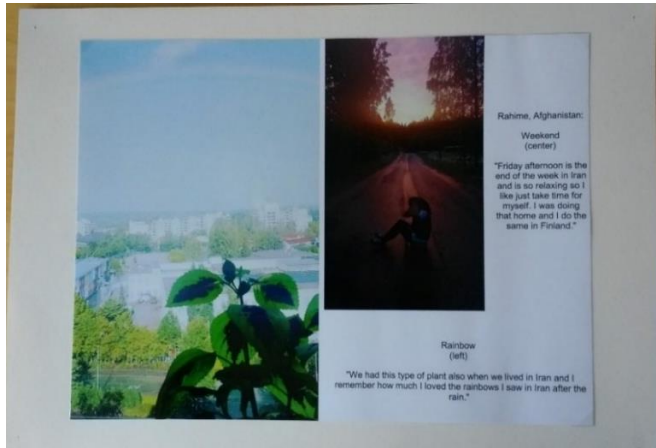 Rahime, Afghanistan:
Weekend
(center)
"Friday afternoon is the
end of the week in Iran
and is so relaxing so I
like just take time for
myself. I was doing
that home and I do the
same in Finland."
Rainbow
(left)
"We had this type of plant also when we lived in Iran and I
remember how much I loved the rainbows I saw in Iran after the
rain."